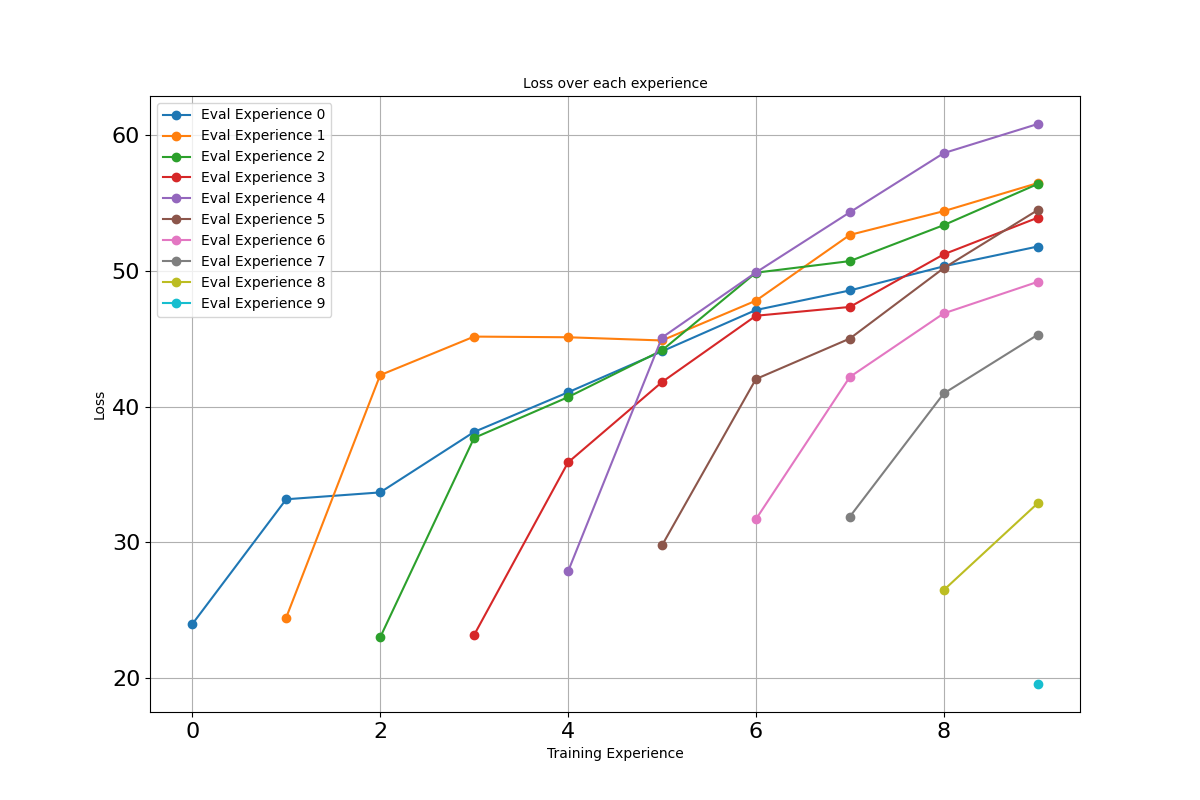 Loss over each experience
Eval Experience 0
Eval Experience 1
Eval Experience 2
Eval Experience 3
Eval Experience 4
Eval Experience 5
Eval Experience 6
Eval Experience 7
Eval Experience 8
Eval Experience 9
60
50
40
30
20
Loss
0 2 4 6 8
Training Experience